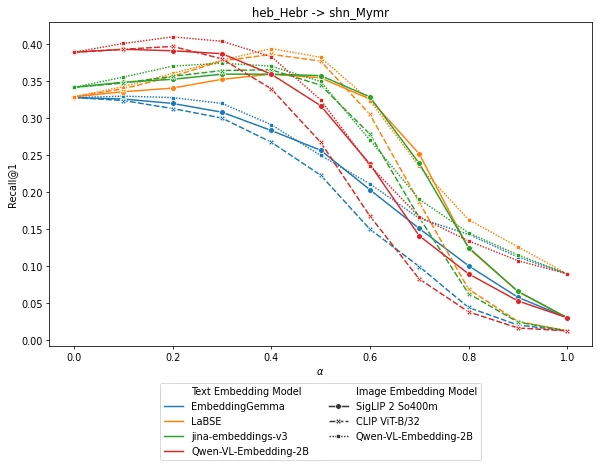 heb_Hebr -> shn_Mymr
Recall@1
0.40
0.35
0.30
0.25
0.20
0.15
0.10
0.05
0.00
0.0
0.2
0.4
0.6
0.8
1.0
α
Text Embedding Model
EmbeddingGemma
LaBSE
jina-embeddings-v3
Qwen-VL-Embedding-2B
Image Embedding Model
SigLIP 2 So400m
CLIP ViT-B/32
Qwen-VL-Embedding-2B